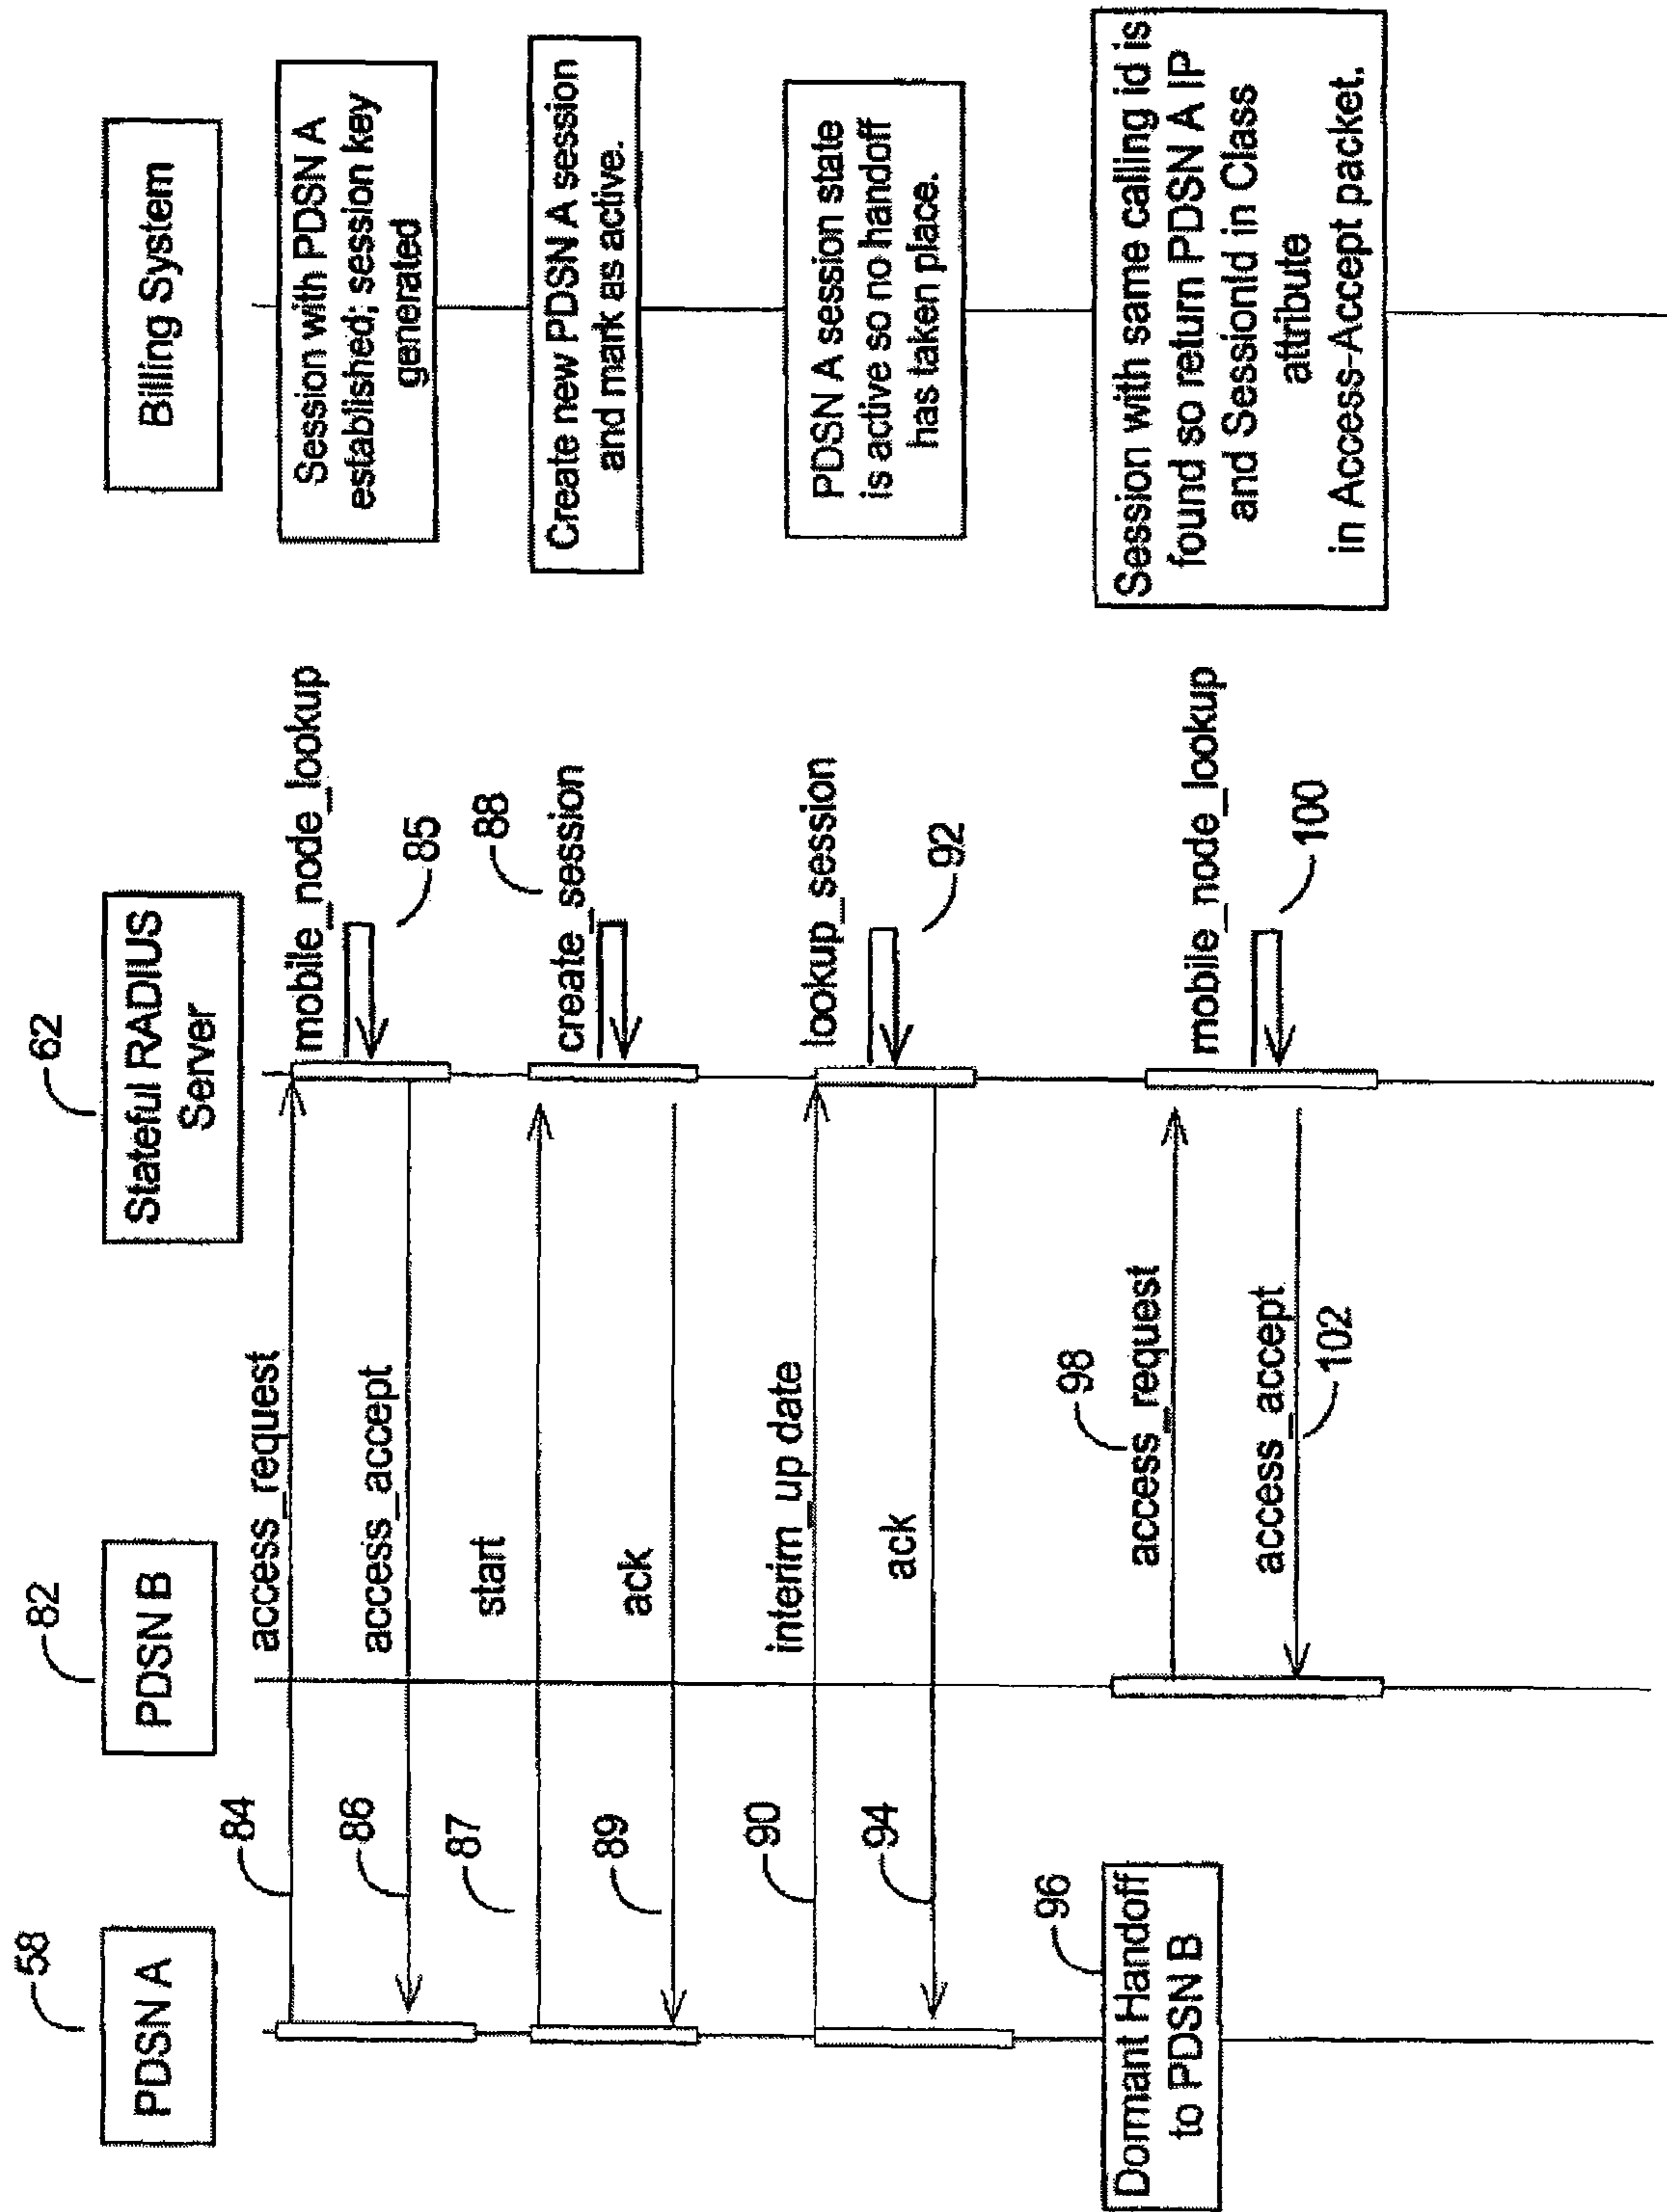 58
PDSN A
82
PDSN B
62
Stateful RADIUS
Server
Billing System
84
access_request
mobile_node_lookup
85
86
access_accept
Session with PDSN A
established; session key
generated
87
start
create_session
88
89
ack
Create new PDSN A session
and mark as active.
90
interim_up date
lookup_session
92
94
ack
PDSN A session state
is active so no handoff
has taken place.
96
Dormant Handoff
to PDSN B
98
access_request
mobile_node_lookup
100
access_accept
102
Session with same calling id is
found so return PDSN A IP
and SessionId in Class
attribute
in Access-Accept packet.